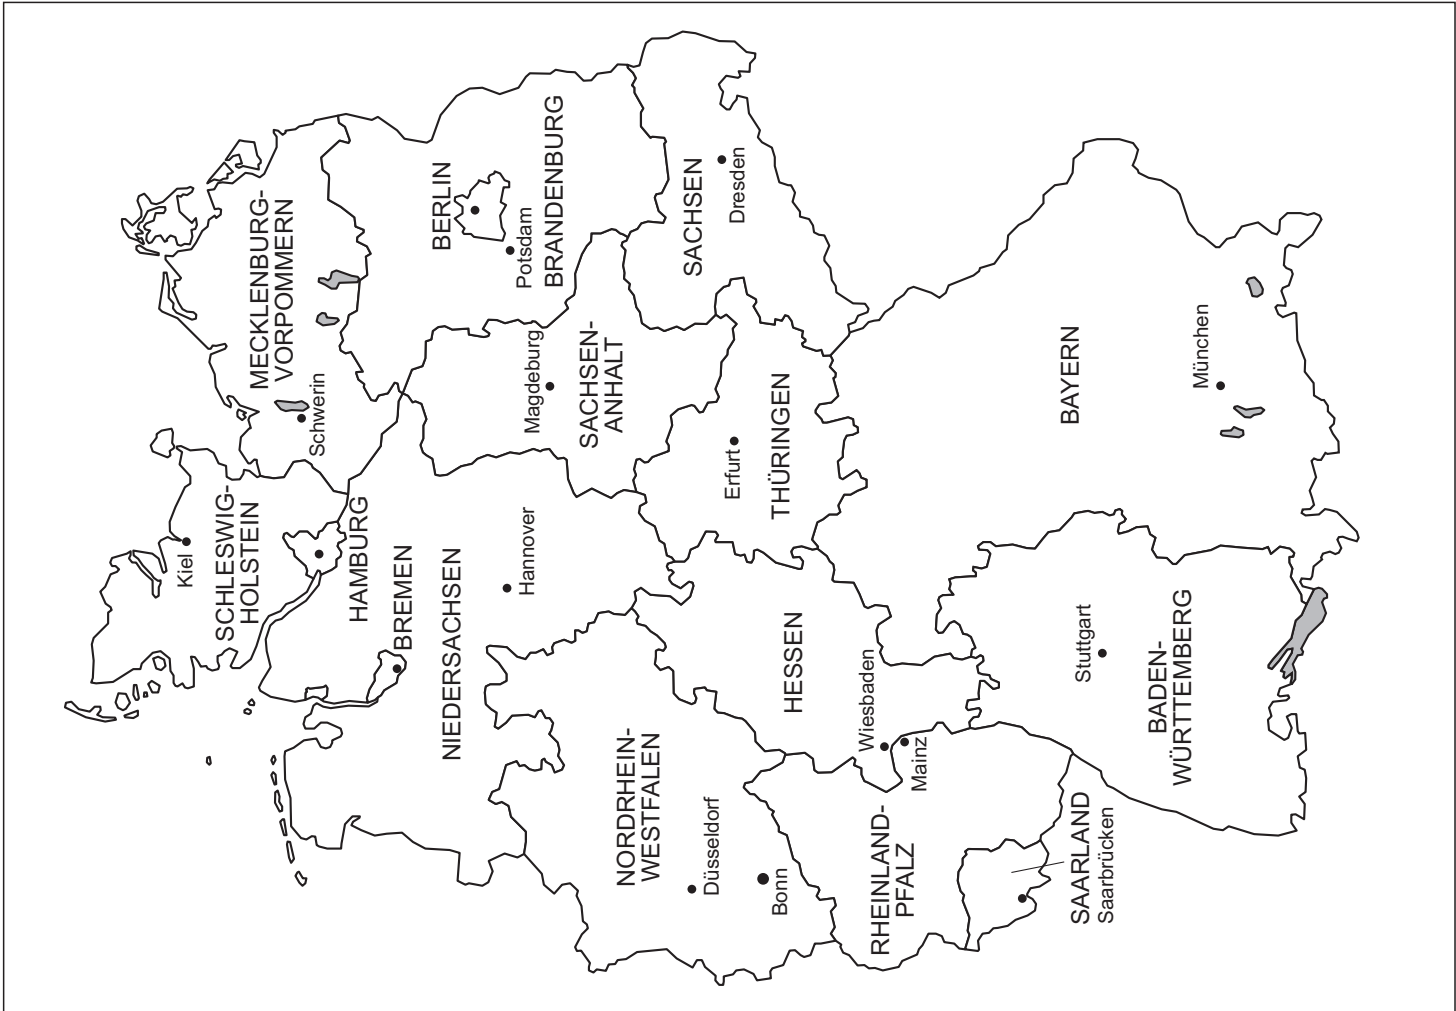 Kiel
SCHLESWIG-
HOLSTEIN
HAMBURG
MECKLENBURG-
VORPOMMERN
Schwerin
BREMEN
NIEDERSACHSEN
Hannover
BERLIN
Potsdam
BRANDENBURG
Magdeburg
SACHSEN-
ANHALT
NORDRHEIN-
WESTFALEN
Düsseldorf
Bonn
HESSEN
Wiesbaden
Erfurt
THÜRINGEN
SACHSEN
Dresden
Mainz
RHEINLAND-
PFALZ
SAARLAND
Saarbrücken
Stuttgart
BADEN-
WÜRTTEMBERG
BAYERN
München